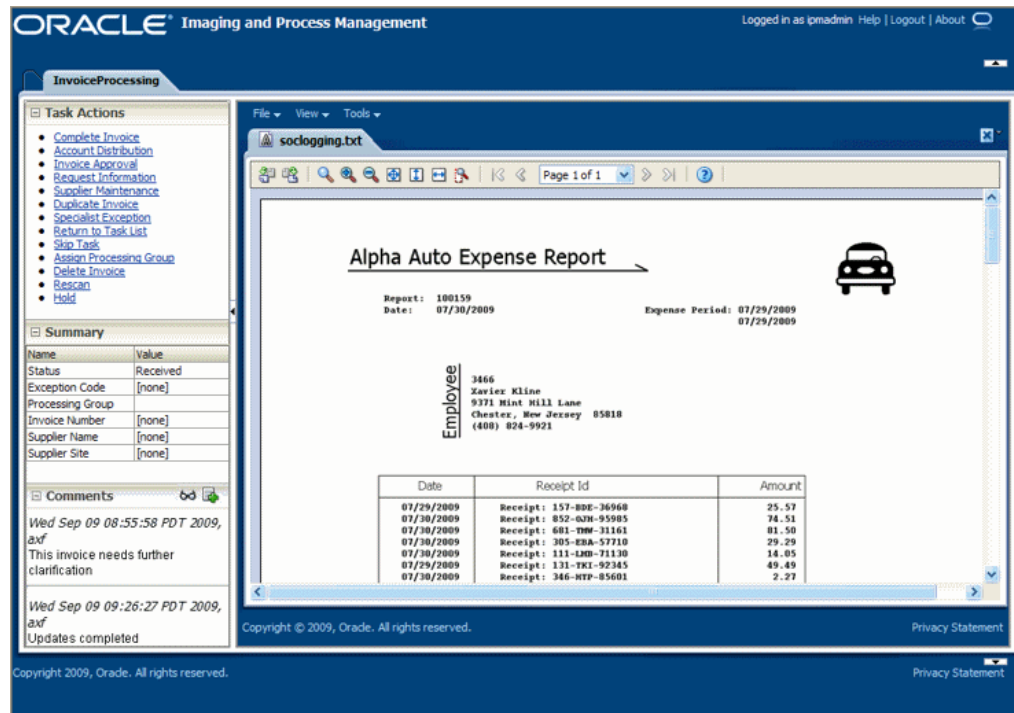 ORACLE® Imaging and Process Management
Logged in as ipmadmin Help | Logout | About
InvoiceProcessing
Task Actions
Complete Invoice
Account Distribution
Invoice Approval
Request Information
Supplier Maintenance
Duplicate Invoice
Specialist Exception
Return to Task List
Skip Task
Assign Processing Group
Delete Invoice
Rescan
Hold
Summary
Name Value
Status Received
Exception Code [none]
Processing Group
Invoice Number [none]
Supplier Name [none]
Supplier Site [none]
Comments
Wed Sep 09 08:55:58 PDT 2009,
axf
This invoice needs further
clarification
Wed Sep 09 09:26:27 PDT 2009,
axf
Updates completed
File View Tools
soclogging.txt
Page 1 of 1
Alpha Auto Expense Report
Report: 100159
Date: 07/30/2009
Expense Period: 07/29/2009
07/29/2009
Employee
3466
Xavier Kline
9371 Mint Hill Lane
Chester, New Jersey 85818
(408) 824-9921
Date Receipt Id Amount
07/29/2009 Receipt: 157-BDE-36968 25.57
07/30/2009 Receipt: 852-OJH-95985 74.51
07/30/2009 Receipt: 681-TMW-31161 81.50
07/30/2009 Receipt: 305-EBA-57710 29.29
07/30/2009 Receipt: 111-LMB-71130 14.05
07/29/2009 Receipt: 131-TKI-92345 49.49
07/30/2009 Receipt: 346-MTP-85601 2.27
Copyright © 2009, Oracle. All rights reserved.
Privacy Statement
Copyright 2009, Oracle. All rights reserved.
Privacy Statement